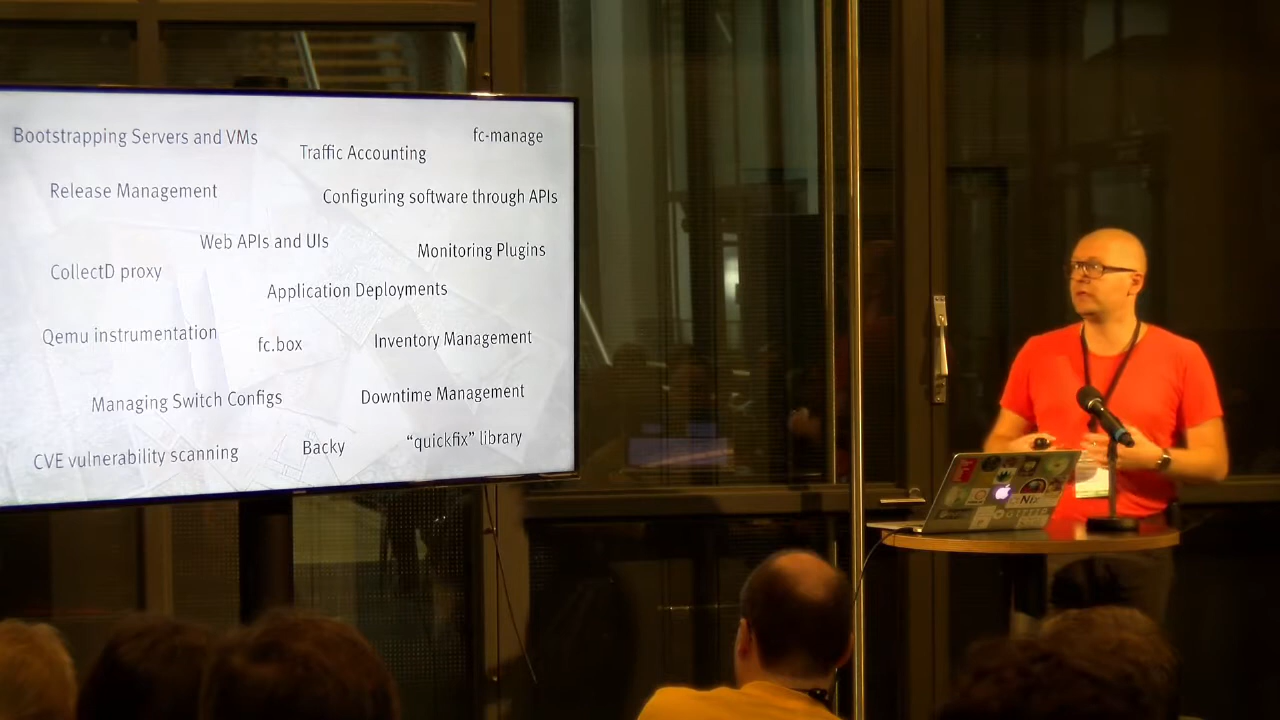 Bootstrapping Servers and VMs
Traffic Accounting
fc-manage
Release Management
Configuring software through APIs
Web APIs and UIs
Monitoring Plugins
CollectD proxy
Application Deployments
Qemu instrumentation
fc.box
Inventory Management
Managing Switch Configs
Downtime Management
CVE vulnerability scanning
Backy
“quickfix” library
Nix